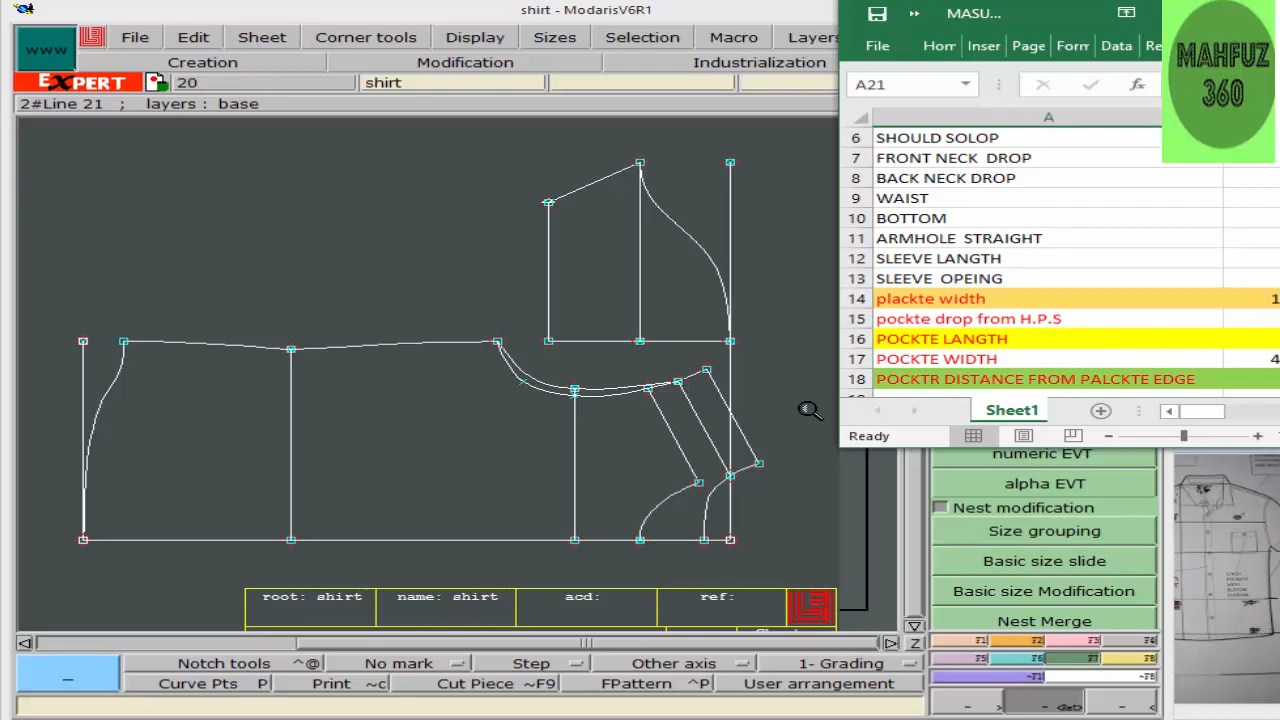 shirt - ModarisV6R1
File Edit Sheet Corner tools Display Sizes Selection Macro Layers
www
Creation Modification Industrialization
EXPERT 20 shirt
2#Line 21 ; layers : base
MASU...
File Hom Inser Page Form Data Re
A21 fx
MAHFUZ
360
A
6 SHOULD SOLOP
7 FRONT NECK DROP
8 BACK NECK DROP
9 WAIST
10 BOTTOM
11 ARMHOLE STRAIGHT
12 SLEEVE LANGTH
13 SLEEVE OPEING
14 plackte width 1
15 pockte drop from H.P.S
16 POCKTE LANGTH
17 POCKTE WIDTH 4
18 POCKTR DISTANCE FROM PALCKTE EDGE
Sheet1
Ready
numeric EVT
alpha EVT
Nest modification
Size grouping
Basic size slide
Basic size Modification
Nest Merge
F1 F2 F3 F4
F5 F6 F7 F8
~F1 ~F8
root: shirt name: shirt acd: ref:
Z
Notch tools ^@ No mark Step Other axis 1- Grading
Curve Pts P Print ~c Cut Piece ~F9 FPattern ^P User arrangement